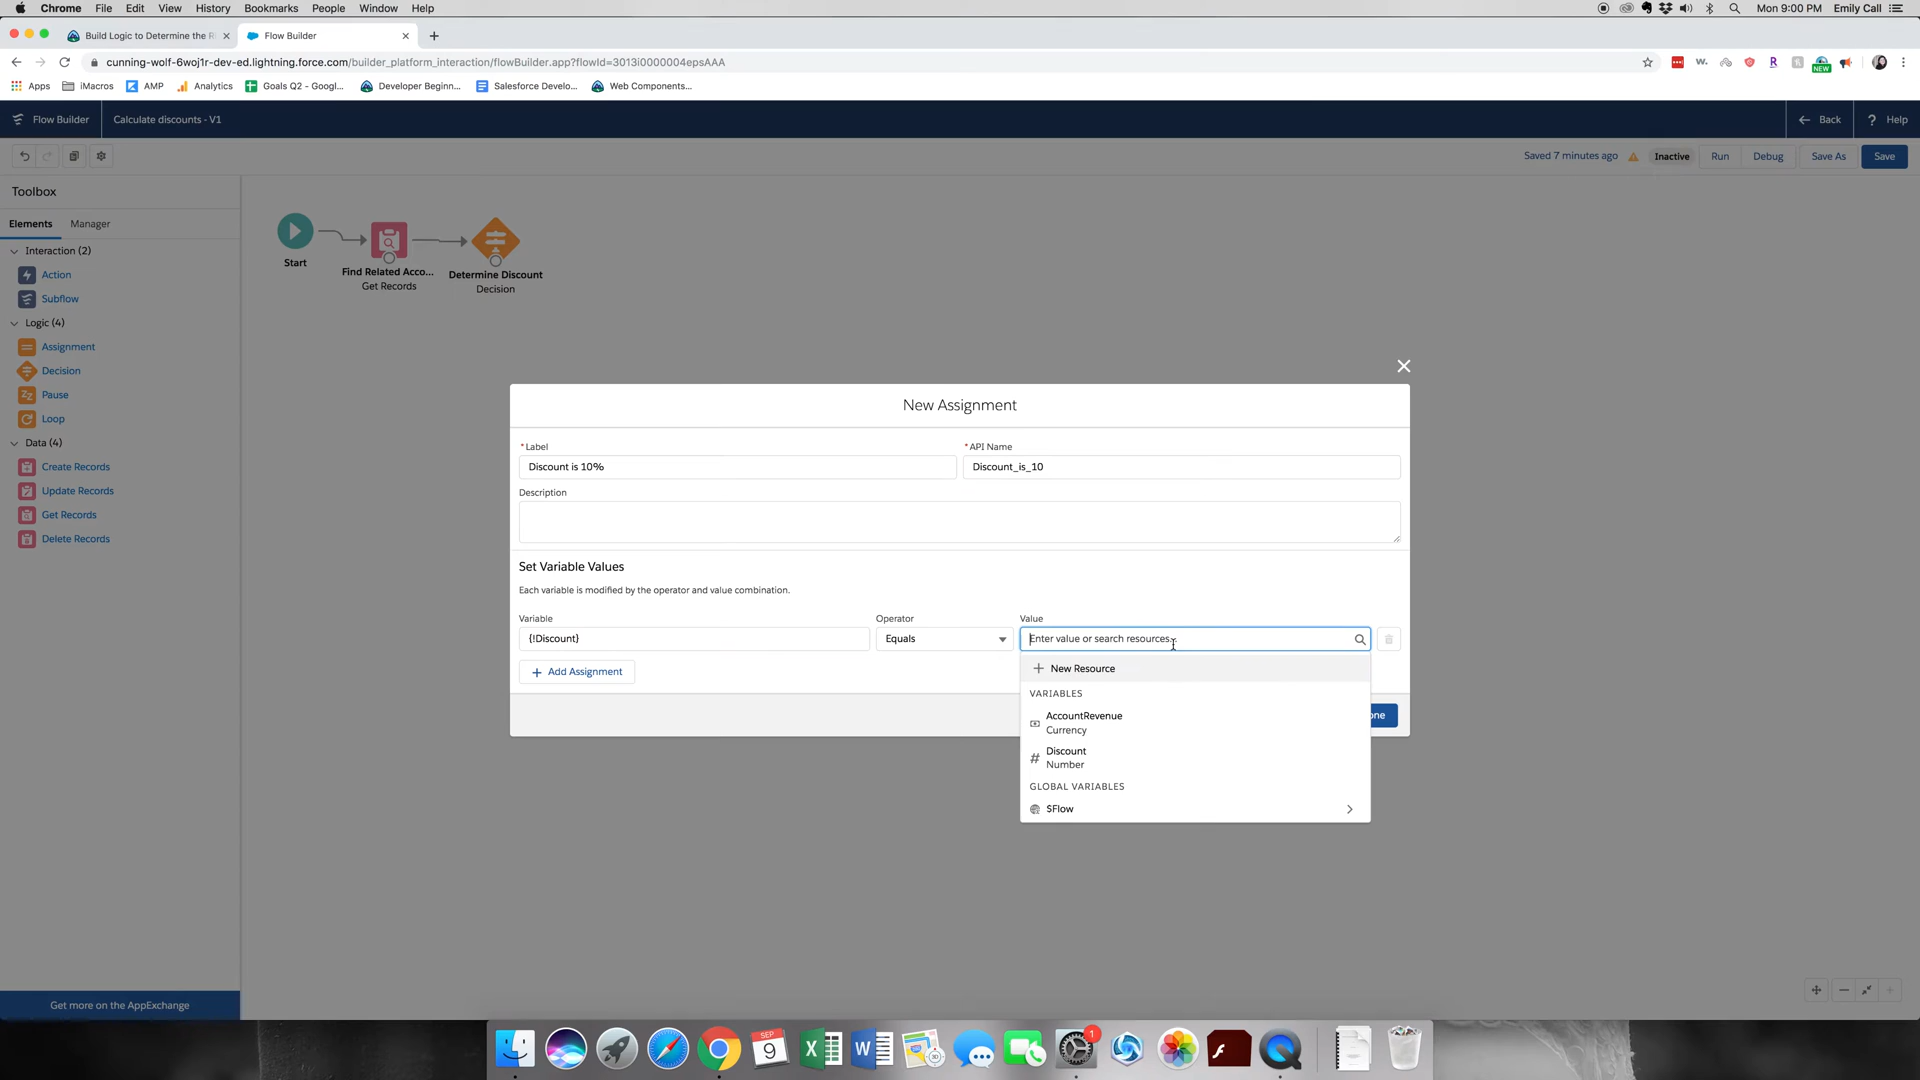 Chrome File Edit View History Bookmarks People Window Help Mon 9:00 PM Emily Call
Build Logic to Determine the R
Flow Builder
cunning-wolf-6woj1r-dev-ed.lightning.force.com/builder_platform_interaction/flowBuilder.app?flowId=3013i0000004epsAAA
NEW
Apps iMacros AMP Analytics Goals Q2 - Googl... Developer Beginn... Salesforce Develo... Web Components...
Flow Builder Calculate discounts - V1 Back ? Help
Saved 7 minutes ago Inactive Run Debug Save As Save
Toolbox
Elements Manager
Interaction (2)
Action
Subflow
Logic (4)
Assignment
Decision
Pause
Loop
Data (4)
Create Records
Update Records
Get Records
Delete Records
Get more on the AppExchange
Start
Find Related Acco...
Get Records
Determine Discount
Decision
New Assignment
*Label
Discount is 10%
*API Name
Discount_is_10
Description
Set Variable Values
Each variable is modified by the operator and value combination.
Variable Operator Value
{!Discount} Equals Enter value or search resources...
+ Add Assignment
+ New Resource
VARIABLES
AccountRevenue
Currency
Discount
# Number
GLOBAL VARIABLES
$Flow
one
SEP
9
1